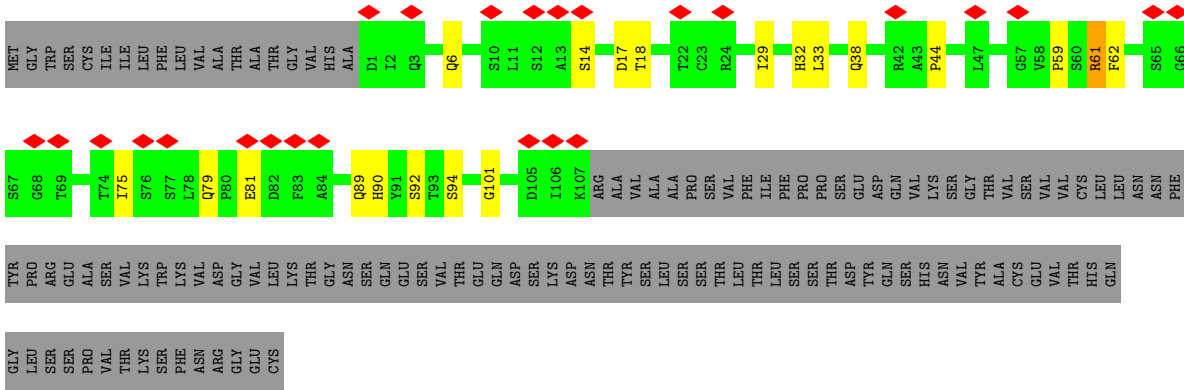 MET GLY TRP SER CYS ILE ILE LEU PHE LEU VAL ALA THR ALA THR GLY VAL HIS ALA D1 I2 Q3 Q6 S10 L11 S12 A13 S14 D17 T18 T22 C23 R24 I29 H32 L33 Q38 R42 A43 P44 L47 G57 V58 P59 S60 R61 F62 S65 G66
S67 G68 T69 T74 I75 S76 S77 L78 Q79 P80 E81 D82 F83 A84 Q89 H90 Y91 S92 T93 S94 G101 D105 I106 K107 ARG ALA VAL ALA ALA PRO SER VAL PHE ILE PHE PRO PRO SER GLU ASP GLN VAL LYS SER GLY THR VAL SER VAL VAL CYS LEU LEU ASN ASN PHE
TYR PRO ARG GLU ALA SER VAL LYS TRP LYS VAL ASP GLY VAL LEU LYS THR GLY ASN SER GLN GLU SER VAL THR GLU GLN ASP SER LYS ASP ASN THR TYR SER LEU SER SER THR LEU THR LEU SER SER THR ASP TYR GLN SER HIS ASN VAL TYR ALA CYS GLU VAL THR HIS GLN
GLY LEU SER SER PRO VAL THR LYS SER PHE ASN ARG GLY GLU CYS